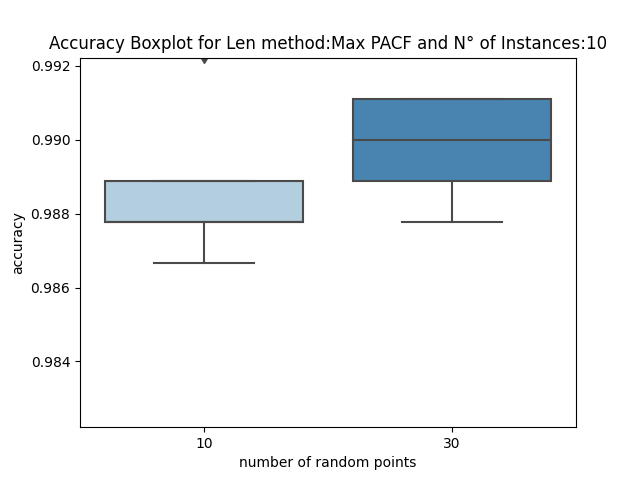 Accuracy Boxplot for Len method:Max PACF and N° of Instances:10
0.992
0.990
0.988
0.986
0.984
accuracy
10
30
number of random points